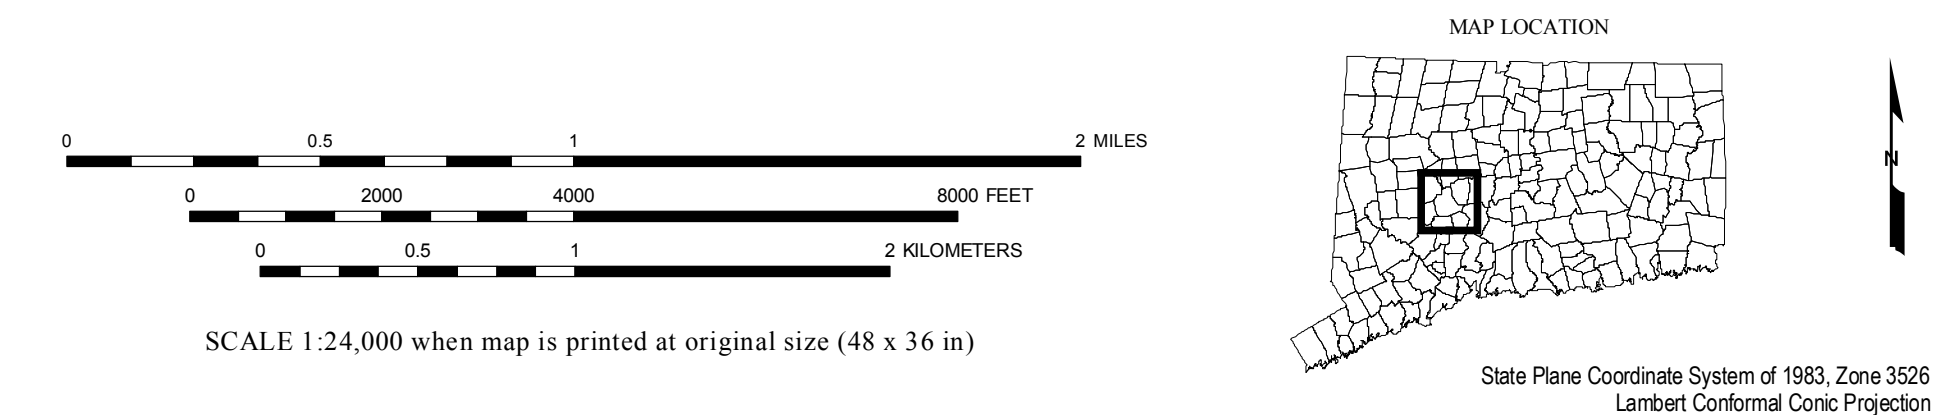 MAP LOCATION
0 0.5 1 2 MILES
0 2000 4000 8000 FEET
0 0.5 1 2 KILOMETERS
N
SCALE 1:24,000 when map is printed at original size (48 x 36 in)
State Plane Coordinate System of 1983, Zone 3526
Lambert Conformal Conic Projection